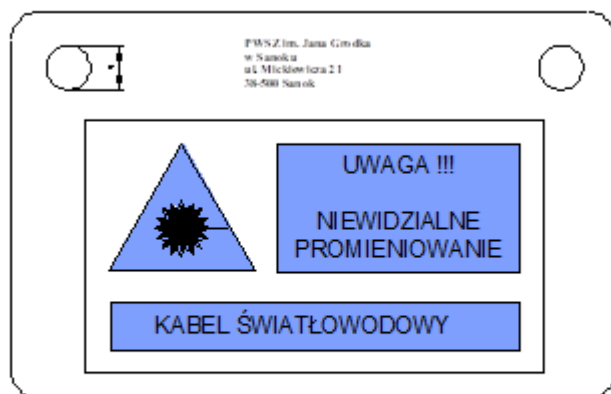 PWSZ im. Jana Grodka
w Sanoku
ul. Mickiewicza 21
38-500 Sanok
UWAGA !!!
NIEWIDZIALNE
PROMIENIOWANIE
KABEL ŚWIATŁOWODOWY